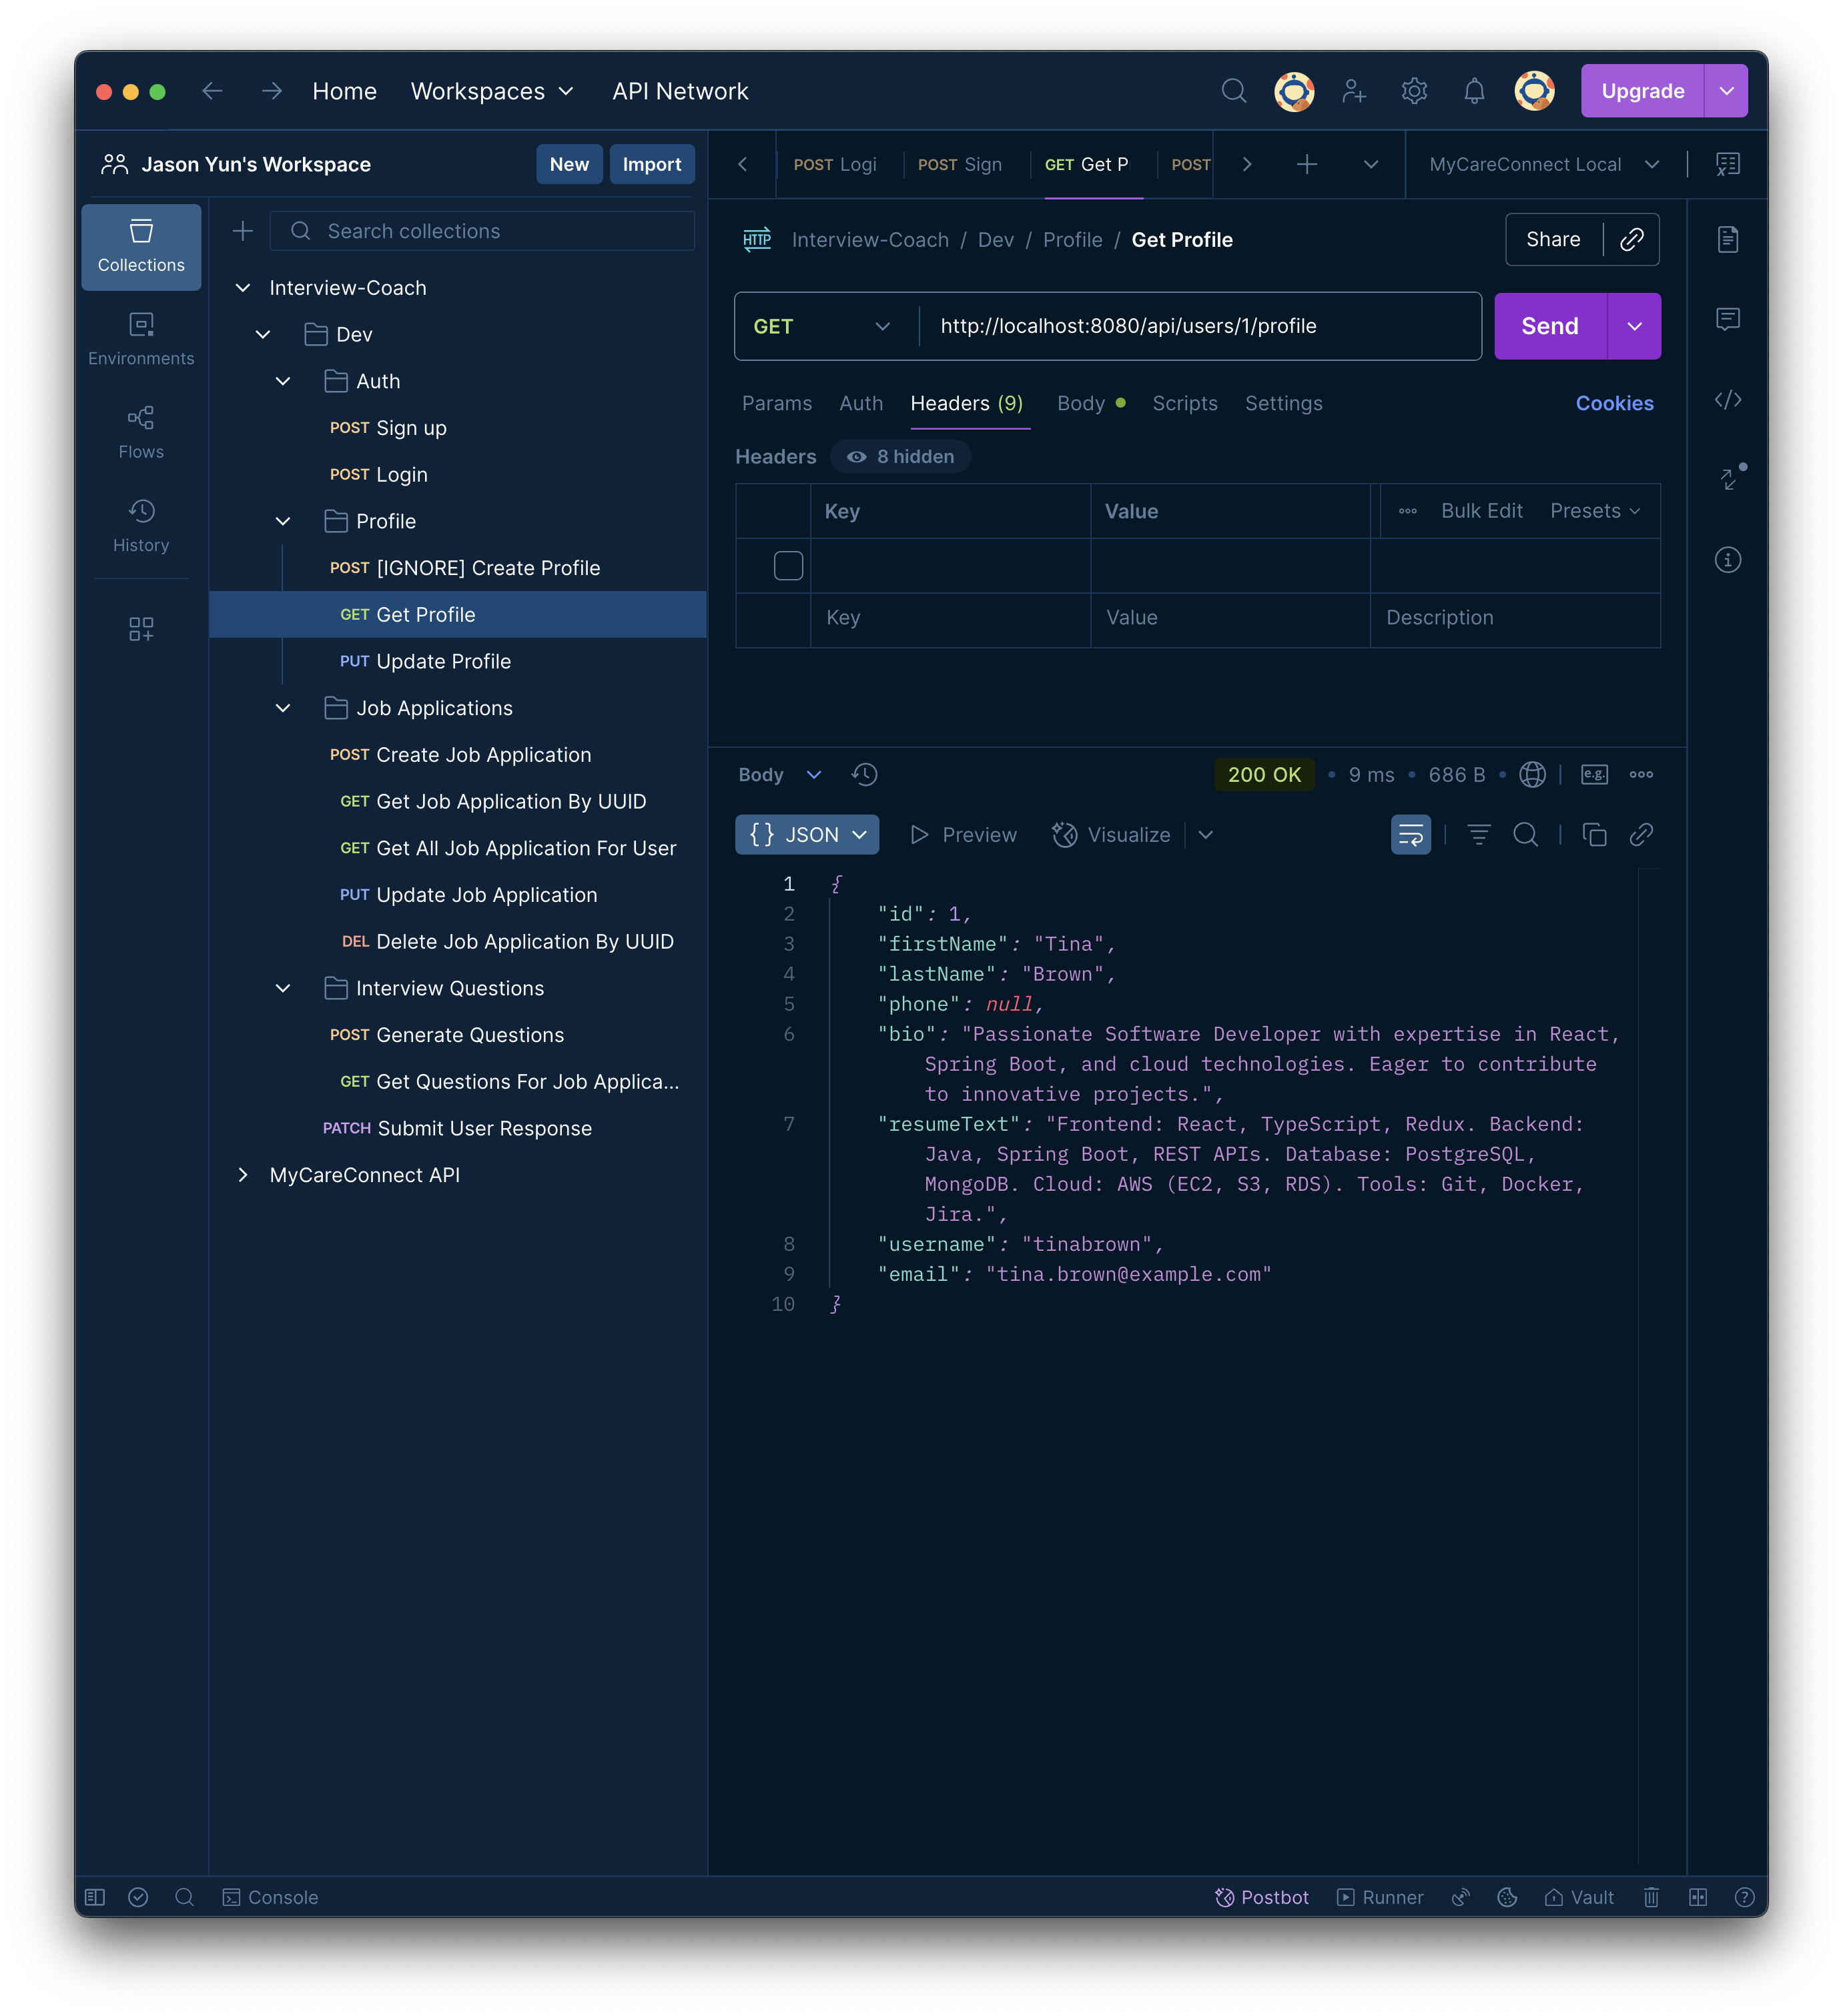 Home Workspaces API Network Upgrade
Jason Yun's Workspace New Import
POST Logi POST Sign GET Get P POST MyCareConnect Local
Collections
Environments
Flows
History
Search collections
Interview-Coach
Dev
Auth
POST Sign up
POST Login
Profile
POST [IGNORE] Create Profile
GET Get Profile
PUT Update Profile
Job Applications
POST Create Job Application
GET Get Job Application By UUID
GET Get All Job Application For User
PUT Update Job Application
DEL Delete Job Application By UUID
Interview Questions
POST Generate Questions
GET Get Questions For Job Applica...
PATCH Submit User Response
MyCareConnect API
HTTP Interview-Coach / Dev / Profile / Get Profile Share
GET http://localhost:8080/api/users/1/profile Send
Params Auth Headers (9) Body Scripts Settings Cookies
Headers 8 hidden
Key Value Bulk Edit Presets
Key Value Description
Body 200 OK • 9 ms • 686 B • e.g.
{} JSON Preview Visualize
1 {
2 "id": 1,
3 "firstName": "Tina",
4 "lastName": "Brown",
5 "phone": null,
6 "bio": "Passionate Software Developer with expertise in React,
Spring Boot, and cloud technologies. Eager to contribute
to innovative projects.",
7 "resumeText": "Frontend: React, TypeScript, Redux. Backend:
Java, Spring Boot, REST APIs. Database: PostgreSQL,
MongoDB. Cloud: AWS (EC2, S3, RDS). Tools: Git, Docker,
Jira.",
8 "username": "tinabrown",
9 "email": "tina.brown@example.com"
10 }
Console Postbot Runner Vault